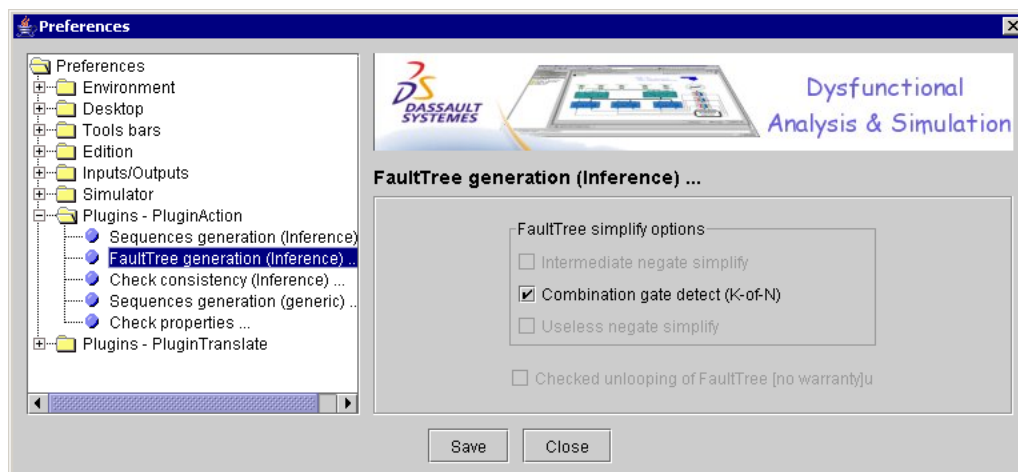 Preferences
Preferences
Environment
Desktop
Tools bars
Edition
Inputs/Outputs
Simulator
Plugins - PluginAction
Sequences generation (Inference)
FaultTree generation (Inference) ..
Check consistency (Inference) ...
Sequences generation (generic) ..
Check properties ...
Plugins - PluginTranslate
DASSAULT
SYSTEMES
Dysfunctional
Analysis & Simulation
FaultTree generation (Inference) ...
FaultTree simplify options
Intermediate negate simplify
Combination gate detect (K-of-N)
Useless negate simplify
Checked unlooping of FaultTree [no warranty]u
Save
Close